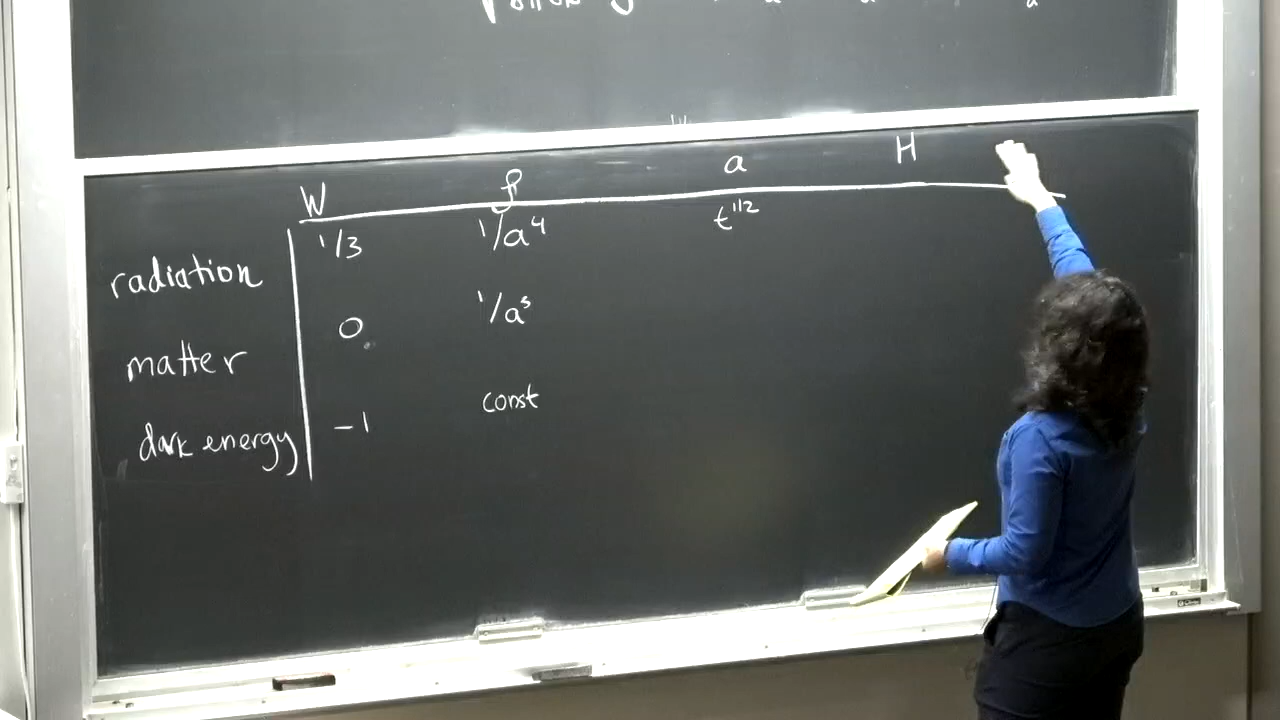 W ρ a H
radiation 1/3 1/a⁴ t^1/2
matter 0 1/a³
dark energy -1 const